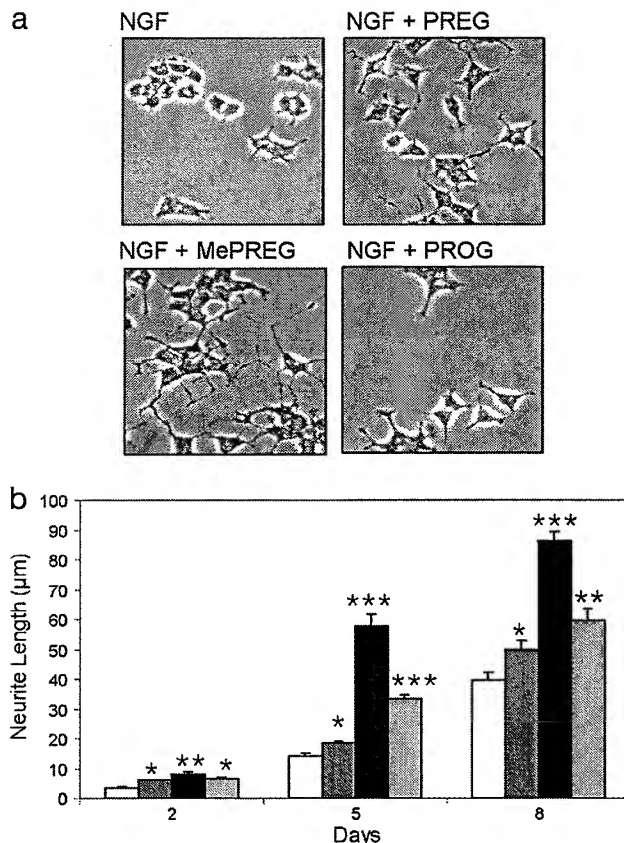 a
NGF
NGF + PREG
NGF + MePREG
NGF + PROG
b
100
90
80
70
60
50
40
30
20
10
0
Neurite Length (µm)
*
**
*
*
***
***
*
***
**
2
5
8
Days